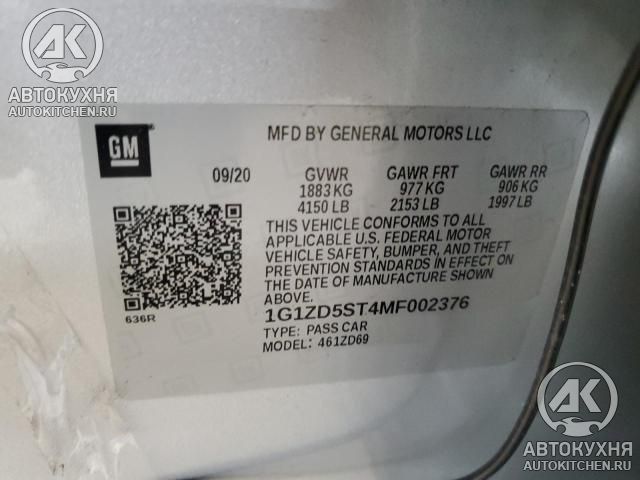 AK
АВТОКУХНЯ
AUTOKITCHEN.RU
GM
MFD BY GENERAL MOTORS LLC
09/20 GVWR GAWR FRT GAWR RR
1883 KG 977 KG 906 KG
4150 LB 2153 LB 1997 LB
THIS VEHICLE CONFORMS TO ALL
APPLICABLE U.S. FEDERAL MOTOR
VEHICLE SAFETY, BUMPER, AND THEFT
PREVENTION STANDARDS IN EFFECT ON
THE DATE OF MANUFACTURE SHOWN
ABOVE.
636R
1G1ZD5ST4MF002376
TYPE: PASS CAR
MODEL: 461ZD69
AK
АВТОКУХНЯ
AUTOKITCHEN.RU